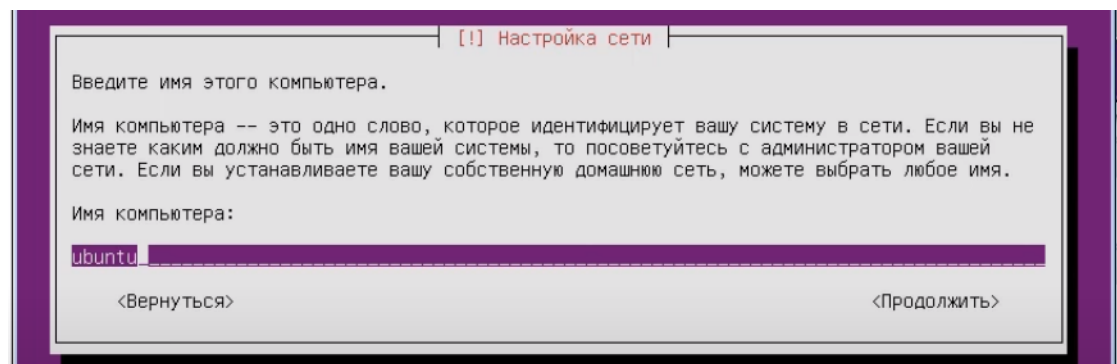 [!] Настройка сети
Введите имя этого компьютера.
Имя компьютера -- это одно слово, которое идентифицирует вашу систему в сети. Если вы не
знаете каким должно быть имя вашей системы, то посоветуйтесь с администратором вашей
сети. Если вы устанавливаете вашу собственную домашнюю сеть, можете выбрать любое имя.
Имя компьютера:
ubuntu
<Вернуться> <Продолжить>